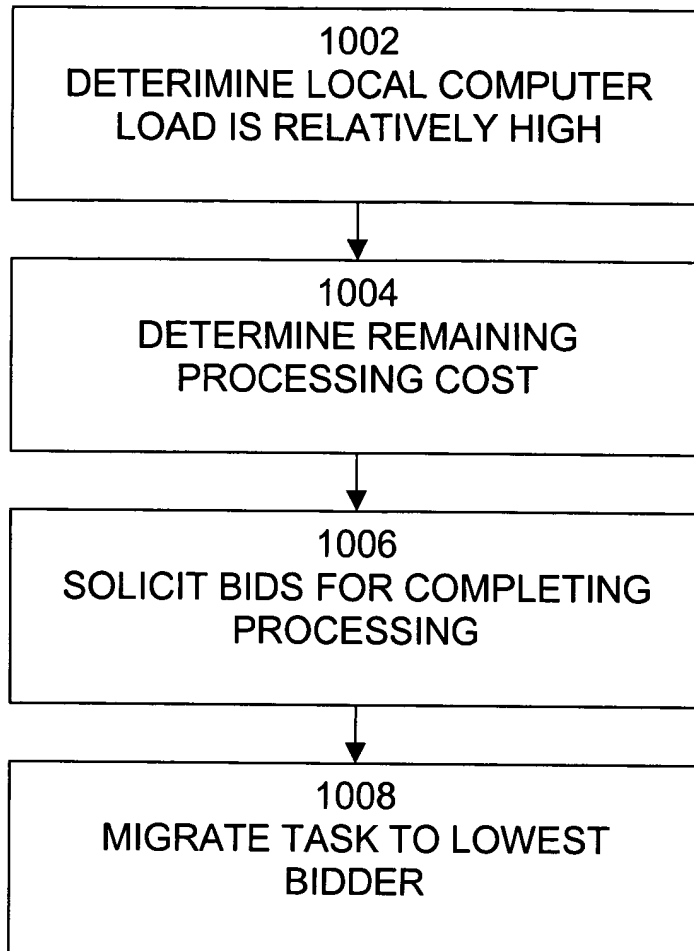 1002
DETERIMINE LOCAL COMPUTER
LOAD IS RELATIVELY HIGH
1004
DETERMINE REMAINING
PROCESSING COST
1006
SOLICIT BIDS FOR COMPLETING
PROCESSING
1008
MIGRATE TASK TO LOWEST
BIDDER